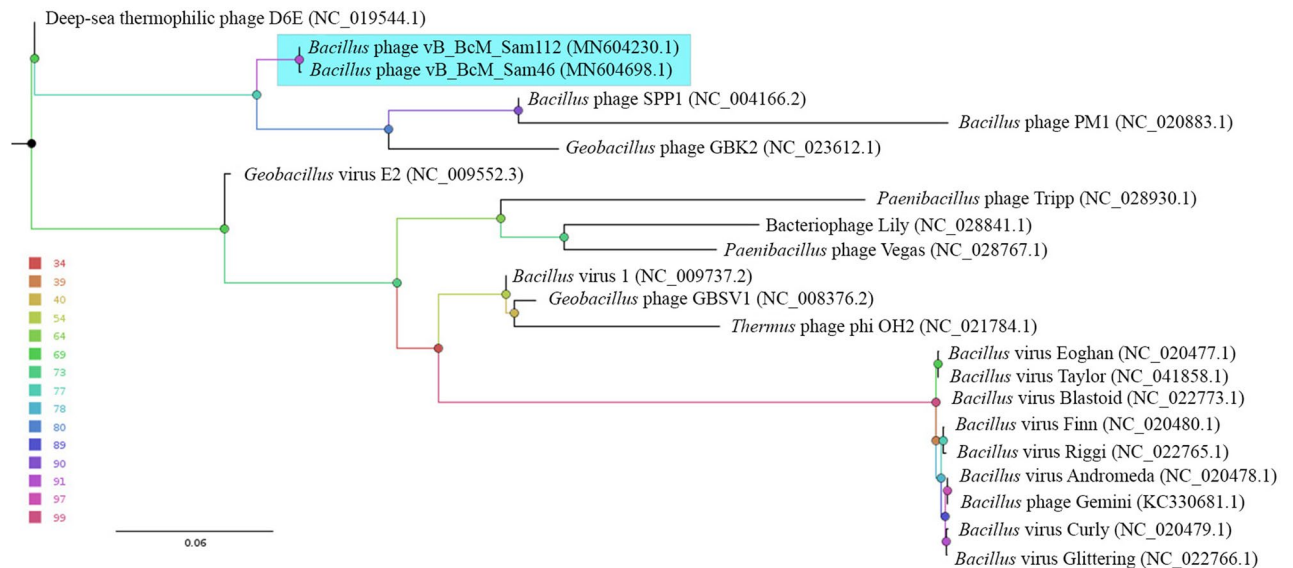 Deep-sea thermophilic phage D6E (NC_019544.1)
Bacillus phage vB_BcM_Sam112 (MN604230.1)
Bacillus phage vB_BcM_Sam46 (MN604698.1)
Bacillus phage SPP1 (NC_004166.2)
Bacillus phage PM1 (NC_020883.1)
Geobacillus phage GBK2 (NC_023612.1)
Geobacillus virus E2 (NC_009552.3)
Paenibacillus phage Tripp (NC_028930.1)
Bacteriophage Lily (NC_028841.1)
Paenibacillus phage Vegas (NC_028767.1)
Bacillus virus 1 (NC_009737.2)
Geobacillus phage GBSV1 (NC_008376.2)
Thermus phage phi OH2 (NC_021784.1)
Bacillus virus Eoghan (NC_020477.1)
Bacillus virus Taylor (NC_041858.1)
Bacillus virus Blastoid (NC_022773.1)
Bacillus virus Finn (NC_020480.1)
Bacillus virus Riggi (NC_022765.1)
Bacillus virus Andromeda (NC_020478.1)
Bacillus phage Gemini (KC330681.1)
Bacillus virus Curly (NC_020479.1)
Bacillus virus Glittering (NC_022766.1)
34
39
40
54
64
69
73
77
78
80
89
90
91
97
99
0.06